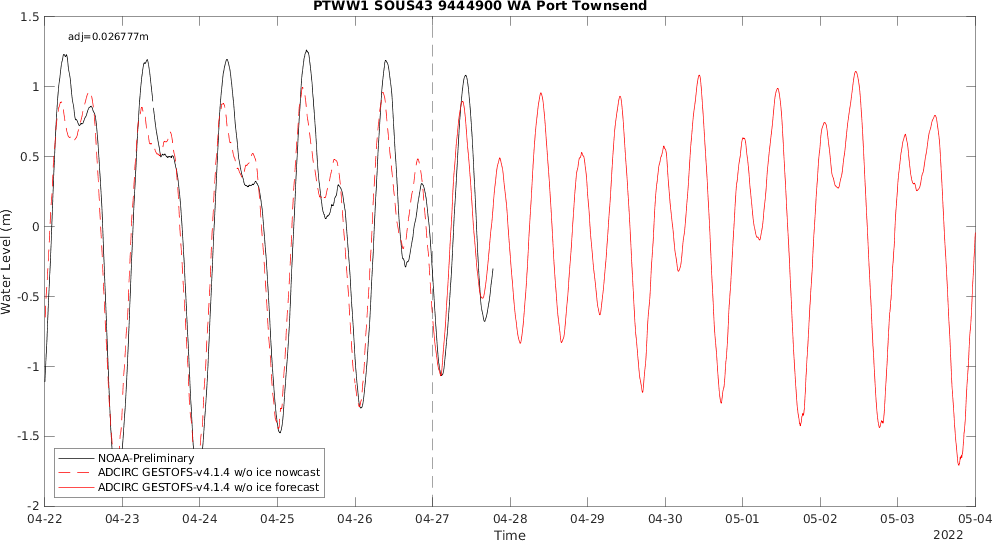 PTWW1 SOUS43 9444900 WA Port Townsend
adj=0.026777m
1.5
1
0.5
0
-0.5
-1
-1.5
-2
Water Level (m)
NOAA-Preliminary
ADCIRC GESTOFS-v4.1.4 w/o ice nowcast
ADCIRC GESTOFS-v4.1.4 w/o ice forecast
04-22 04-23 04-24 04-25 04-26 04-27 04-28 04-29 04-30 05-01 05-02 05-03 05-04
Time
2022